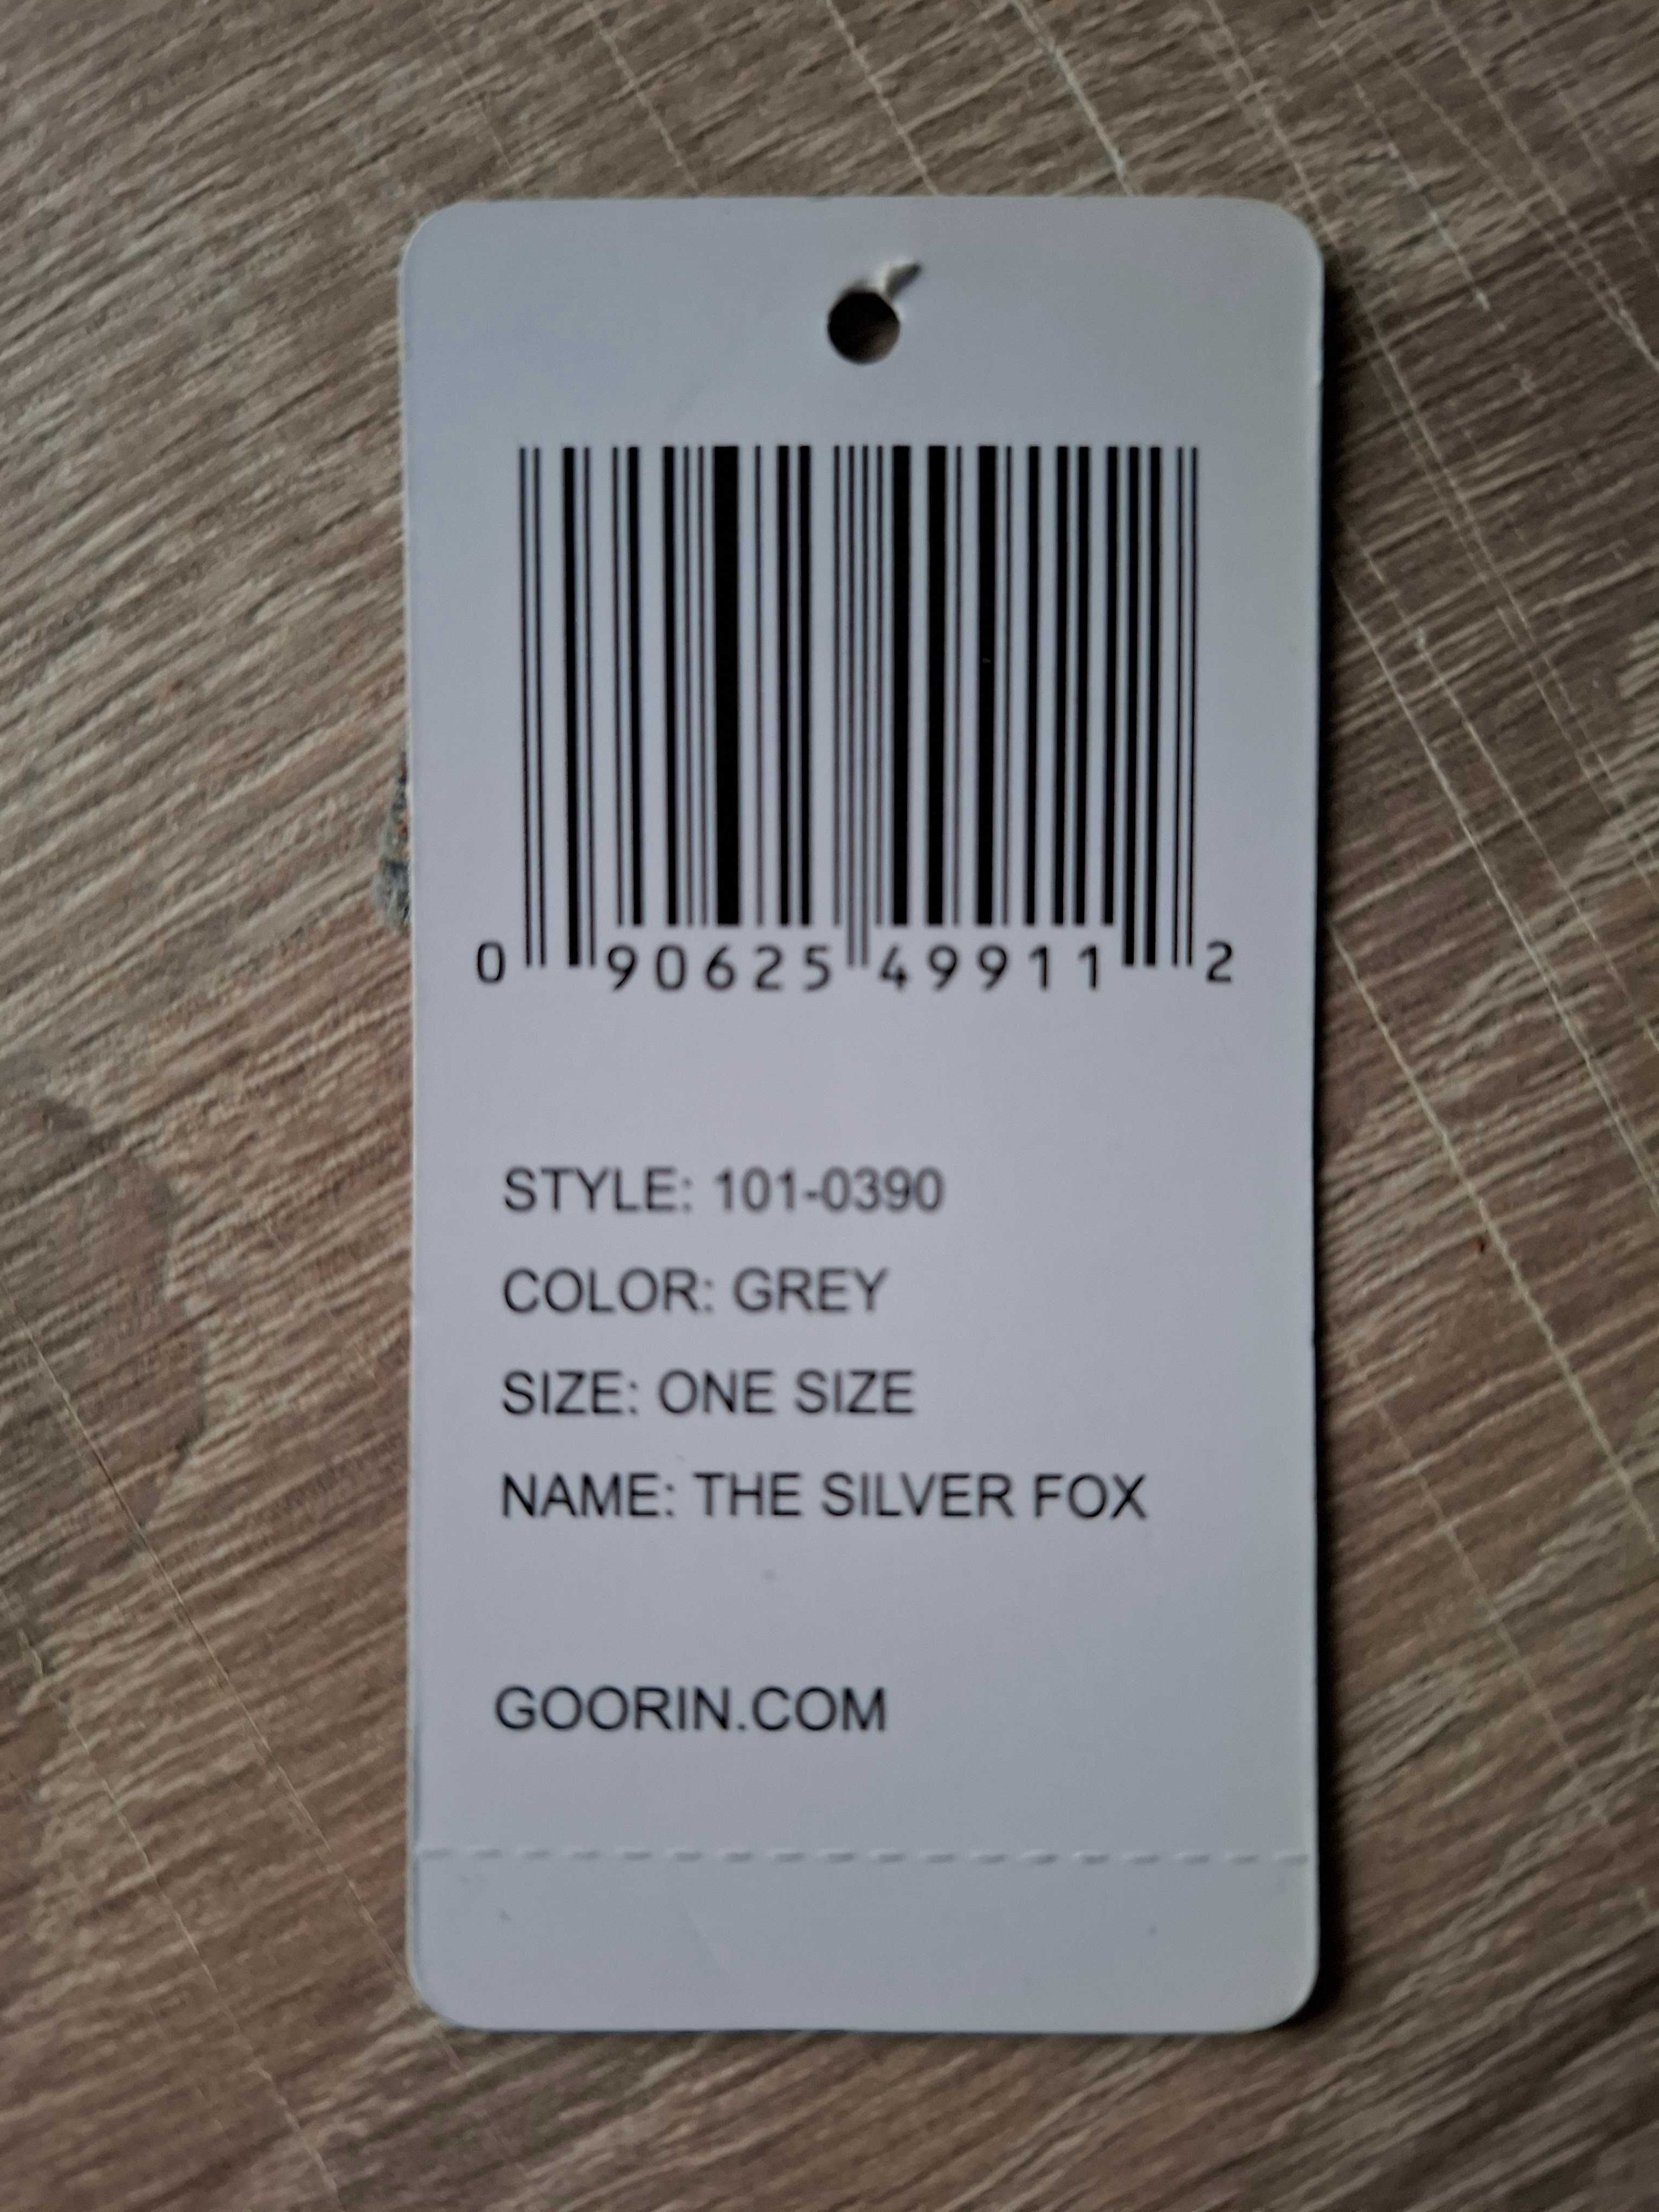 0 90625 49911 2
STYLE: 101-0390
COLOR: GREY
SIZE: ONE SIZE
NAME: THE SILVER FOX
GOORIN.COM